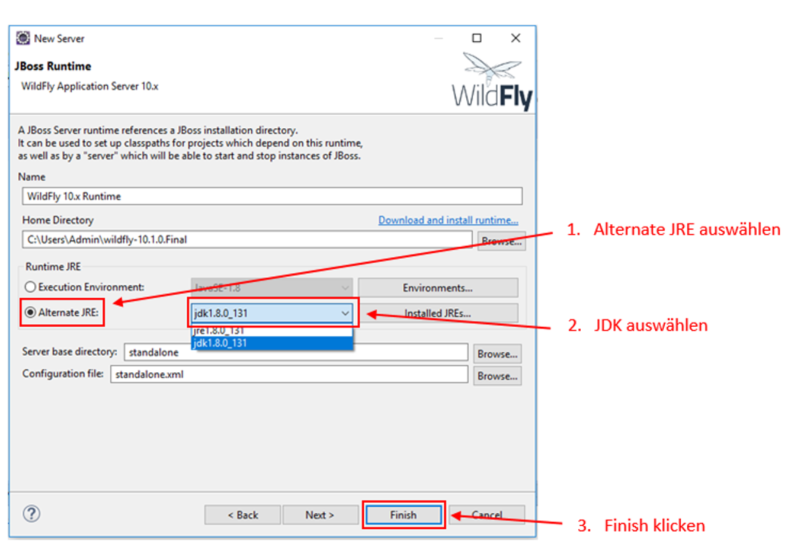 New Server
JBoss Runtime
WildFly Application Server 10.x
WildFly
A JBoss Server runtime references a JBoss installation directory.
It can be used to set up classpaths for projects which depend on this runtime,
as well as by a "server" which will be able to start and stop instances of JBoss.
Name
WildFly 10.x Runtime
Home Directory
Download and install runtime...
C:\Users\Admin\wildfly-10.1.0.Final
Browse...
1. Alternate JRE auswählen
Runtime JRE
Execution Environment:
JavaSE-1.8
Environments...
Alternate JRE:
jdk1.8.0_131
Installed JREs...
2. JDK auswählen
jre1.8.0_131
jdk1.8.0_131
Server base directory:
standalone
Browse...
Configuration file:
standalone.xml
Browse...
?
< Back
Next >
Finish
Cancel
3. Finish klicken